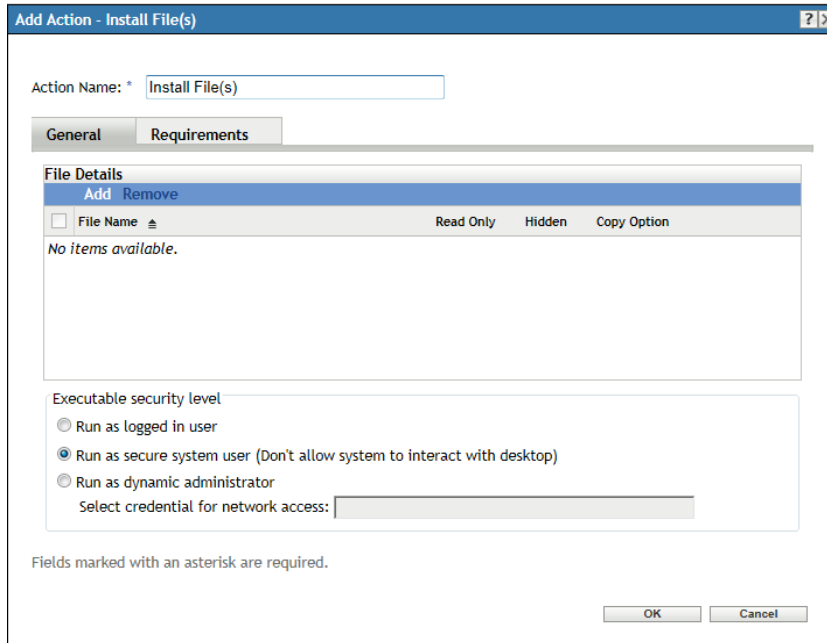 Add Action - Install File(s)
?
Action Name: * Install File(s)
General Requirements
File Details
Add Remove
File Name Read Only Hidden Copy Option
No items available.
Executable security level
Run as logged in user
Run as secure system user (Don't allow system to interact with desktop)
Run as dynamic administrator
Select credential for network access:
Fields marked with an asterisk are required.
OK Cancel